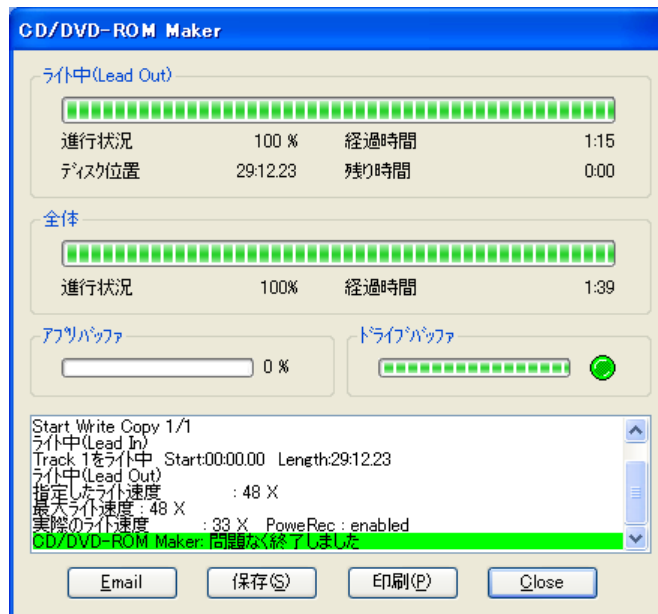 CD/DVD-ROM Maker
ﾗｲﾄ中(Lead Out)
進行状況 100 % 経過時間 1:15
ﾃﾞｨｽｸ位置 29:12.23 残り時間 0:00
全体
進行状況 100% 経過時間 1:39
ｱﾌﾟﾘﾊﾞｯﾌｧ ﾄﾞﾗｲﾌﾞﾊﾞｯﾌｧ
0 %
Start Write Copy 1/1
ﾗｲﾄ中(Lead In)
Track 1をﾗｲﾄ中 Start:00:00.00 Length:29:12.23
ﾗｲﾄ中(Lead Out)
指定したﾗｲﾄ速度 : 48 X
最大ﾗｲﾄ速度 : 48 X
実際のﾗｲﾄ速度 : 33 X PoweRec : enabled
CD/DVD-ROM Maker: 問題なく終了しました
Email 保存(S) 印刷(P) Close